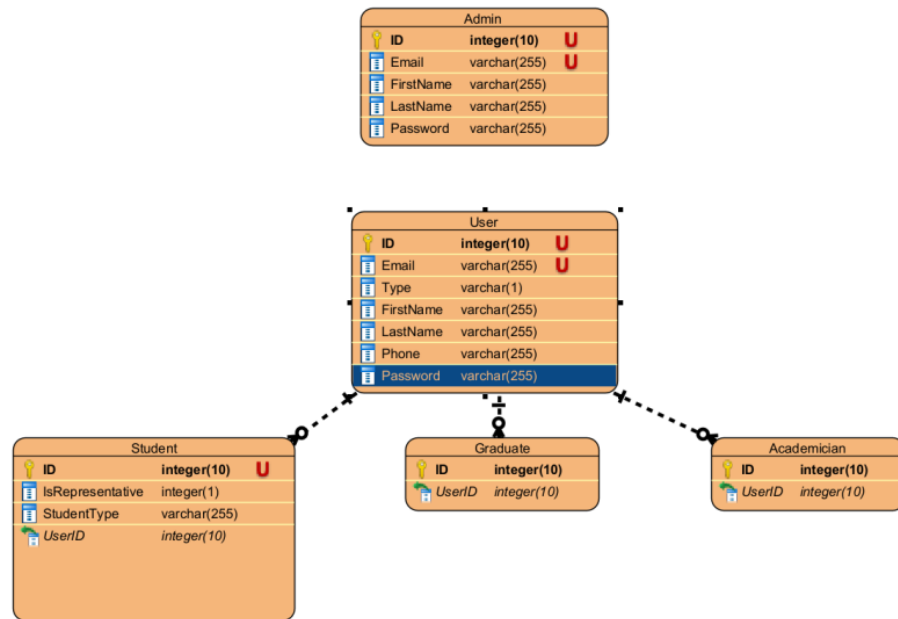 Admin
ID integer(10) U
Email varchar(255) U
FirstName varchar(255)
LastName varchar(255)
Password varchar(255)
User
ID integer(10) U
Email varchar(255) U
Type varchar(1)
FirstName varchar(255)
LastName varchar(255)
Phone varchar(255)
Password varchar(255)
Student
ID integer(10) U
IsRepresentative integer(1)
StudentType varchar(255)
UserID integer(10)
Graduate
ID integer(10)
UserID integer(10)
Academician
ID integer(10)
UserID integer(10)